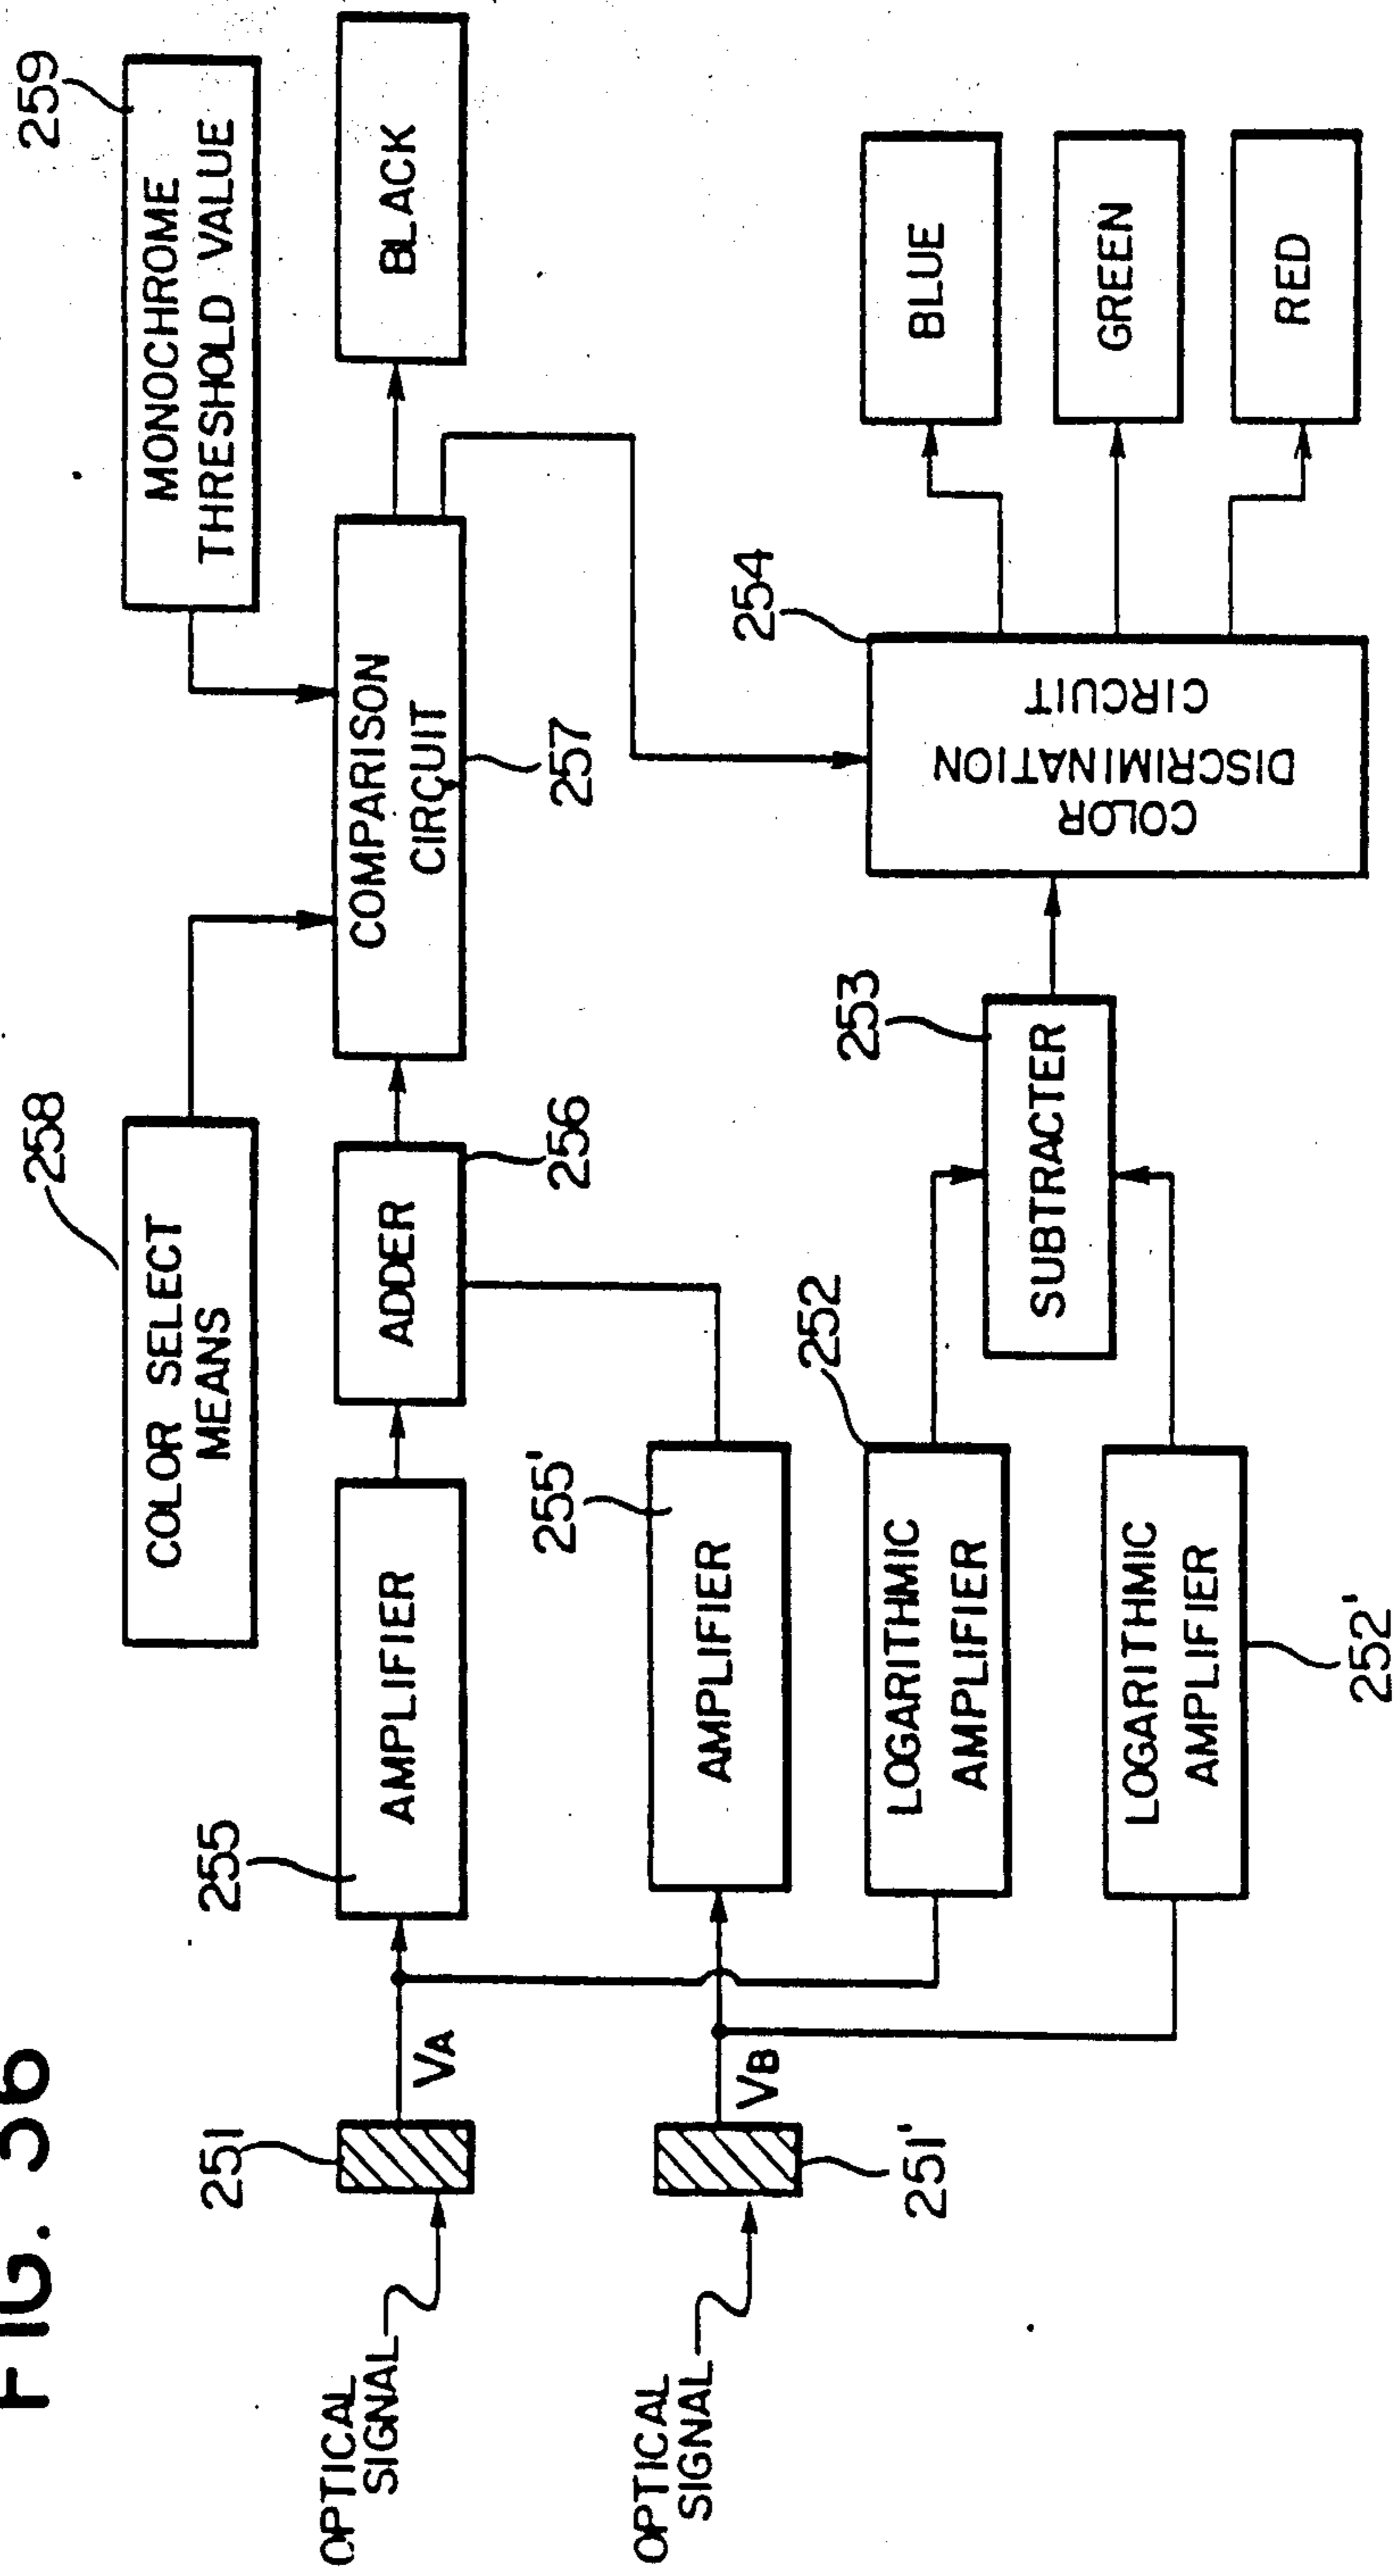 FIG. 36
259
MONOCHROME
THRESHOLD VALUE
258
COLOR SELECT
MEANS
BLACK
COMPARISON
CIRCUIT
257
ADDER
256
AMPLIFIER
255
VA
251
OPTICAL
SIGNAL
AMPLIFIER
255'
VB
251'
OPTICAL
SIGNAL
LOGARITHMIC
AMPLIFIER
252
LOGARITHMIC
AMPLIFIER
252'
SUBTRACTER
253
COLOR
DISCRIMINATION
CIRCUIT
254
BLUE
GREEN
RED